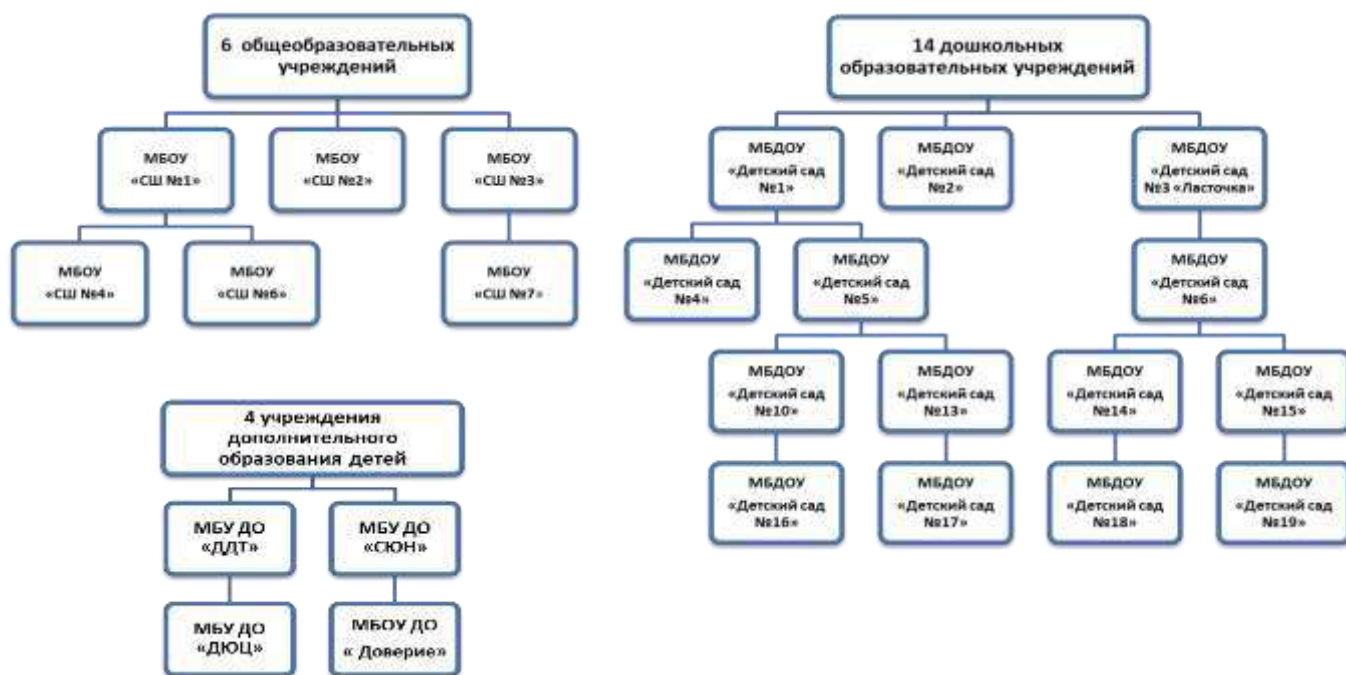 6 общеобразовательных
учреждений
МБОУ
«СШ №1»
МБОУ
«СШ №2»
МБОУ
«СШ №3»
МБОУ
«СШ №4»
МБОУ
«СШ №6»
МБОУ
«СШ №7»
4 учреждения
дополнительного
образования детей
МБУ ДО
«ДДТ»
МБУ ДО
«СЮН»
МБУ ДО
«ДЮЦ»
МБОУ ДО
« Доверие»
14 дошкольных
образовательных учреждений
МБДОУ
«Детский сад
№1»
МБДОУ
«Детский сад
№2»
МБДОУ
«Детский сад
№3 «Ласточка»
МБДОУ
«Детский сад
№4»
МБДОУ
«Детский сад
№5»
МБДОУ
«Детский сад
№6»
МБДОУ
«Детский сад
№10»
МБДОУ
«Детский сад
№13»
МБДОУ
«Детский сад
№14»
МБДОУ
«Детский сад
№15»
МБДОУ
«Детский сад
№16»
МБДОУ
«Детский сад
№17»
МБДОУ
«Детский сад
№18»
МБДОУ
«Детский сад
№19»